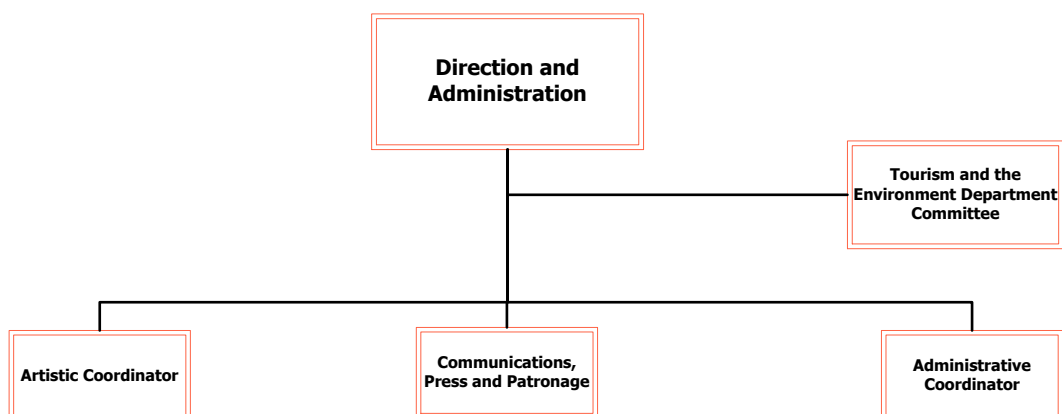 Direction and
Administration
Tourism and the
Environment Department
Committee
Artistic Coordinator
Communications,
Press and Patronage
Administrative
Coordinator